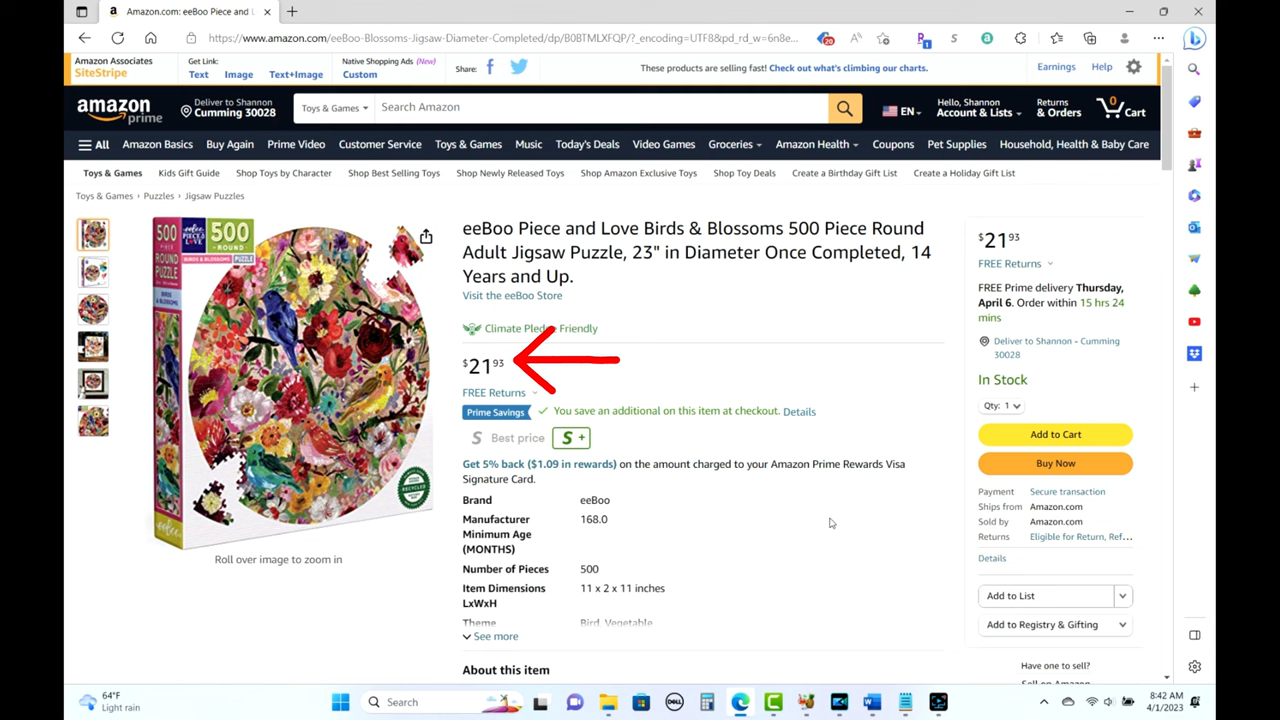 Amazon.com: eeBoo Piece and L
https://www.amazon.com/eeBoo-Blossoms-Jigsaw-Diameter-Completed/dp/B0BTMLXFQP/?_encoding=UTF8&pd_rd_w=6n8e...
20
1
Amazon Associates
SiteStripe
Get Link:
Text Image Text+Image
Native Shopping Ads (New)
Custom
Share:
These products are selling fast! Check out what's climbing our charts.
Earnings Help
amazon
prime
Deliver to Shannon
Cumming 30028
Toys & Games
Search Amazon
EN
Hello, Shannon
Account & Lists
Returns
& Orders
0
Cart
All Amazon Basics Buy Again Prime Video Customer Service Toys & Games Music Today's Deals Video Games Groceries Amazon Health Coupons Pet Supplies Household, Health & Baby Care
Toys & Games Kids Gift Guide Shop Toys by Character Shop Best Selling Toys Shop Newly Released Toys Shop Amazon Exclusive Toys Shop Toy Deals Create a Birthday Gift List Create a Holiday Gift List
Toys & Games › Puzzles › Jigsaw Puzzles
500
PIECE
ROUND
PUZZLE
BIRDS &
BLOSSOMS
eeBoo
PIECE &
LOVE
500
ROUND
BIRDS & BLOSSOMS
PUZZLE
RECYCLED
Roll over image to zoom in
eeBoo Piece and Love Birds & Blossoms 500 Piece Round
Adult Jigsaw Puzzle, 23" in Diameter Once Completed, 14
Years and Up.
Visit the eeBoo Store
Climate Pledge Friendly
$21 93
FREE Returns
Prime Savings
You save an additional on this item at checkout. Details
S Best price S +
Get 5% back ($1.09 in rewards) on the amount charged to your Amazon Prime Rewards Visa
Signature Card.
Brand eeBoo
Manufacturer 168.0
Minimum Age
(MONTHS)
Number of Pieces 500
Item Dimensions 11 x 2 x 11 inches
LxWxH
Theme Bird, Vegetable
See more
About this item
$21 93
FREE Returns
FREE Prime delivery Thursday,
April 6. Order within 15 hrs 24
mins
Deliver to Shannon - Cumming
30028
In Stock
Qty: 1
Add to Cart
Buy Now
Payment Secure transaction
Ships from Amazon.com
Sold by Amazon.com
Returns Eligible for Return, Ref...
Details
Add to List
Add to Registry & Gifting
Have one to sell?
Sell on Amazon
64°F
Light rain
Search
DELL
8:42 AM
4/1/2023